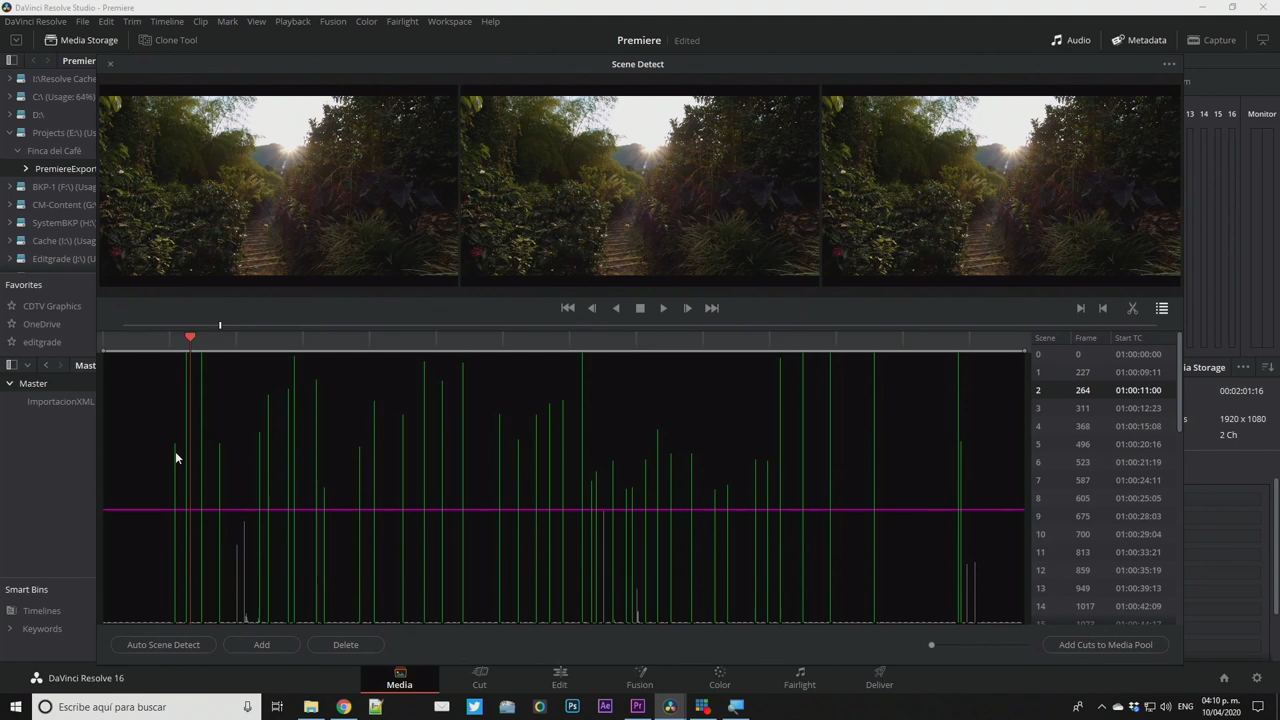 DaVinci Resolve Studio - Premiere
DaVinci Resolve File Edit Trim Timeline Clip Mark View Playback Fusion Color Fairlight Workspace Help
Media Storage Clone Tool Premiere Edited Audio Metadata Capture
Premier
Scene Detect
I:\Resolve Cache
C:\ (Usage: 64%)
D:\
Projects (E:\) (Us
Finca del Café
PremiereExport
BKP-1 (F:\) (Usag
CM-Content (G:
SystemBKP (H:\
Cache (I:\) (Usag
Editgrade (J:\) (U
Favorites
CDTV Graphics
OneDrive
editgrade
Mast
Master
ImportacionXML
Smart Bins
Timelines
Keywords
Scene Frame Start TC
0 0 01:00:00:00
1 227 01:00:09:11
2 264 01:00:11:00
3 311 01:00:12:23
4 368 01:00:15:08
5 496 01:00:20:16
6 523 01:00:21:19
7 587 01:00:24:11
8 605 01:00:25:05
9 675 01:00:28:03
10 700 01:00:29:04
11 813 01:00:33:21
12 859 01:00:35:19
13 949 01:00:39:13
14 1017 01:00:42:09
13 14 15 16 Monitor
Storage
00:02:01:16
1920 x 1080
2 Ch
Auto Scene Detect Add Delete Add Cuts to Media Pool
DaVinci Resolve 16
Media Cut Edit Fusion Color Fairlight Deliver
Escribe aquí para buscar
Ps Ae Pr
ENG
04:10 p. m.
10/04/2020